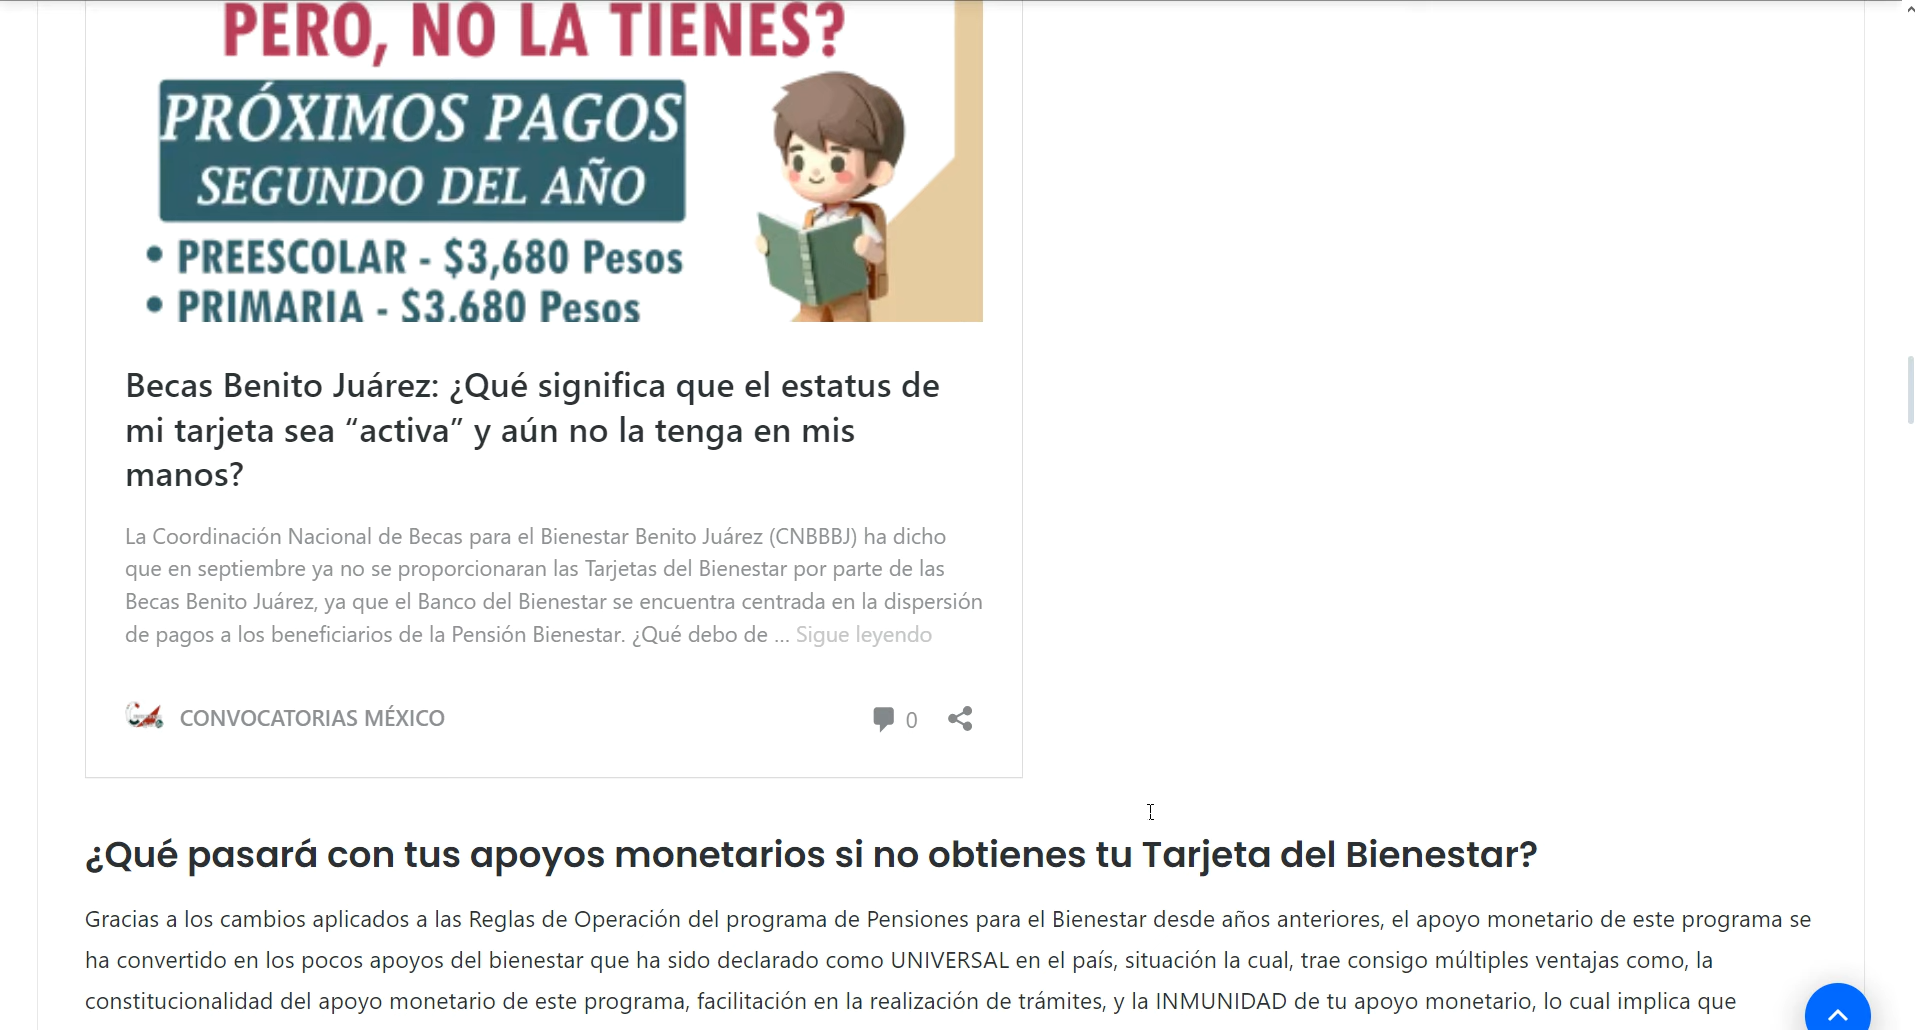 PERO, NO LA TIENES?
PRÓXIMOS PAGOS
SEGUNDO DEL AÑO
• PREESCOLAR - $3,680 Pesos
• PRIMARIA - $3,680 Pesos
Becas Benito Juárez: ¿Qué significa que el estatus de
mi tarjeta sea “activa” y aún no la tenga en mis
manos?
La Coordinación Nacional de Becas para el Bienestar Benito Juárez (CNBBBJ) ha dicho
que en septiembre ya no se proporcionaran las Tarjetas del Bienestar por parte de las
Becas Benito Juárez, ya que el Banco del Bienestar se encuentra centrada en la dispersión
de pagos a los beneficiarios de la Pensión Bienestar. ¿Qué debo de ... Sigue leyendo
CONVOCATORIAS MÉXICO
0
¿Qué pasará con tus apoyos monetarios si no obtienes tu Tarjeta del Bienestar?
Gracias a los cambios aplicados a las Reglas de Operación del programa de Pensiones para el Bienestar desde años anteriores, el apoyo monetario de este programa se
ha convertido en los pocos apoyos del bienestar que ha sido declarado como UNIVERSAL en el país, situación la cual, trae consigo múltiples ventajas como, la
constitucionalidad del apoyo monetario de este programa, facilitación en la realización de trámites, y la INMUNIDAD de tu apoyo monetario, lo cual implica que